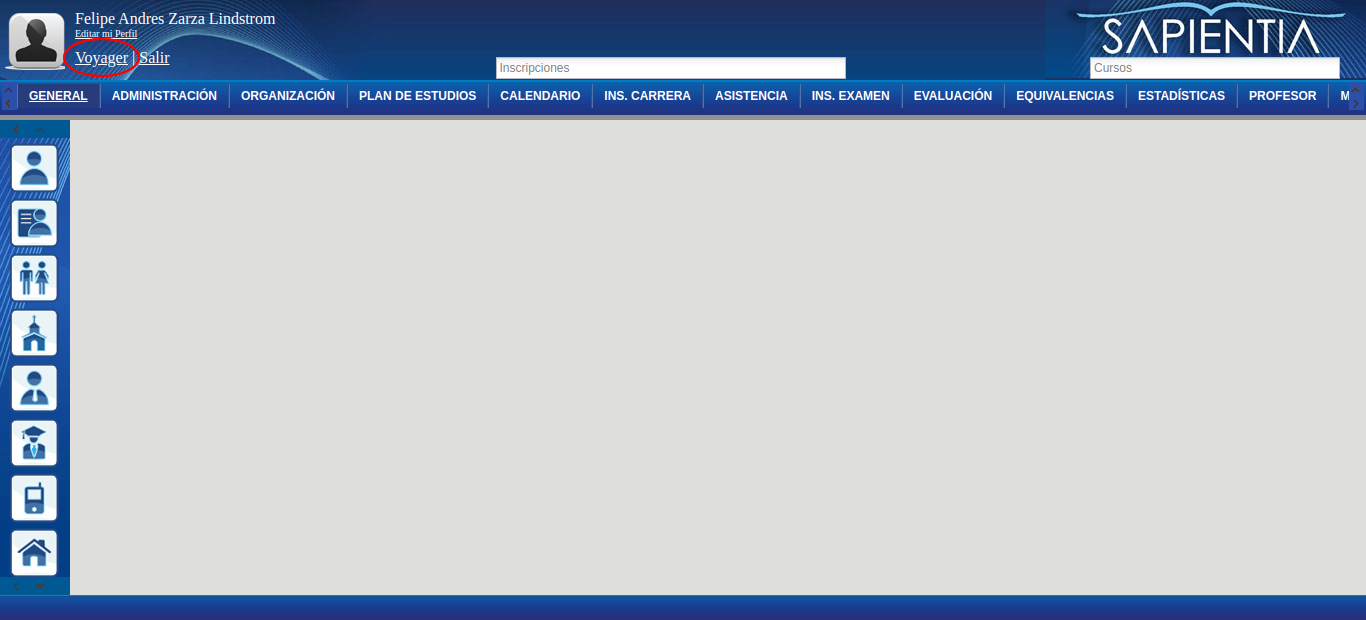 Felipe Andres Zarza Lindstrom
Editar mi Perfil
Voyager | Salir
SAPIENTIA
Inscripciones
Cursos
GENERAL ADMINISTRACIÓN ORGANIZACIÓN PLAN DE ESTUDIOS CALENDARIO INS. CARRERA ASISTENCIA INS. EXAMEN EVALUACIÓN EQUIVALENCIAS ESTADÍSTICAS PROFESOR